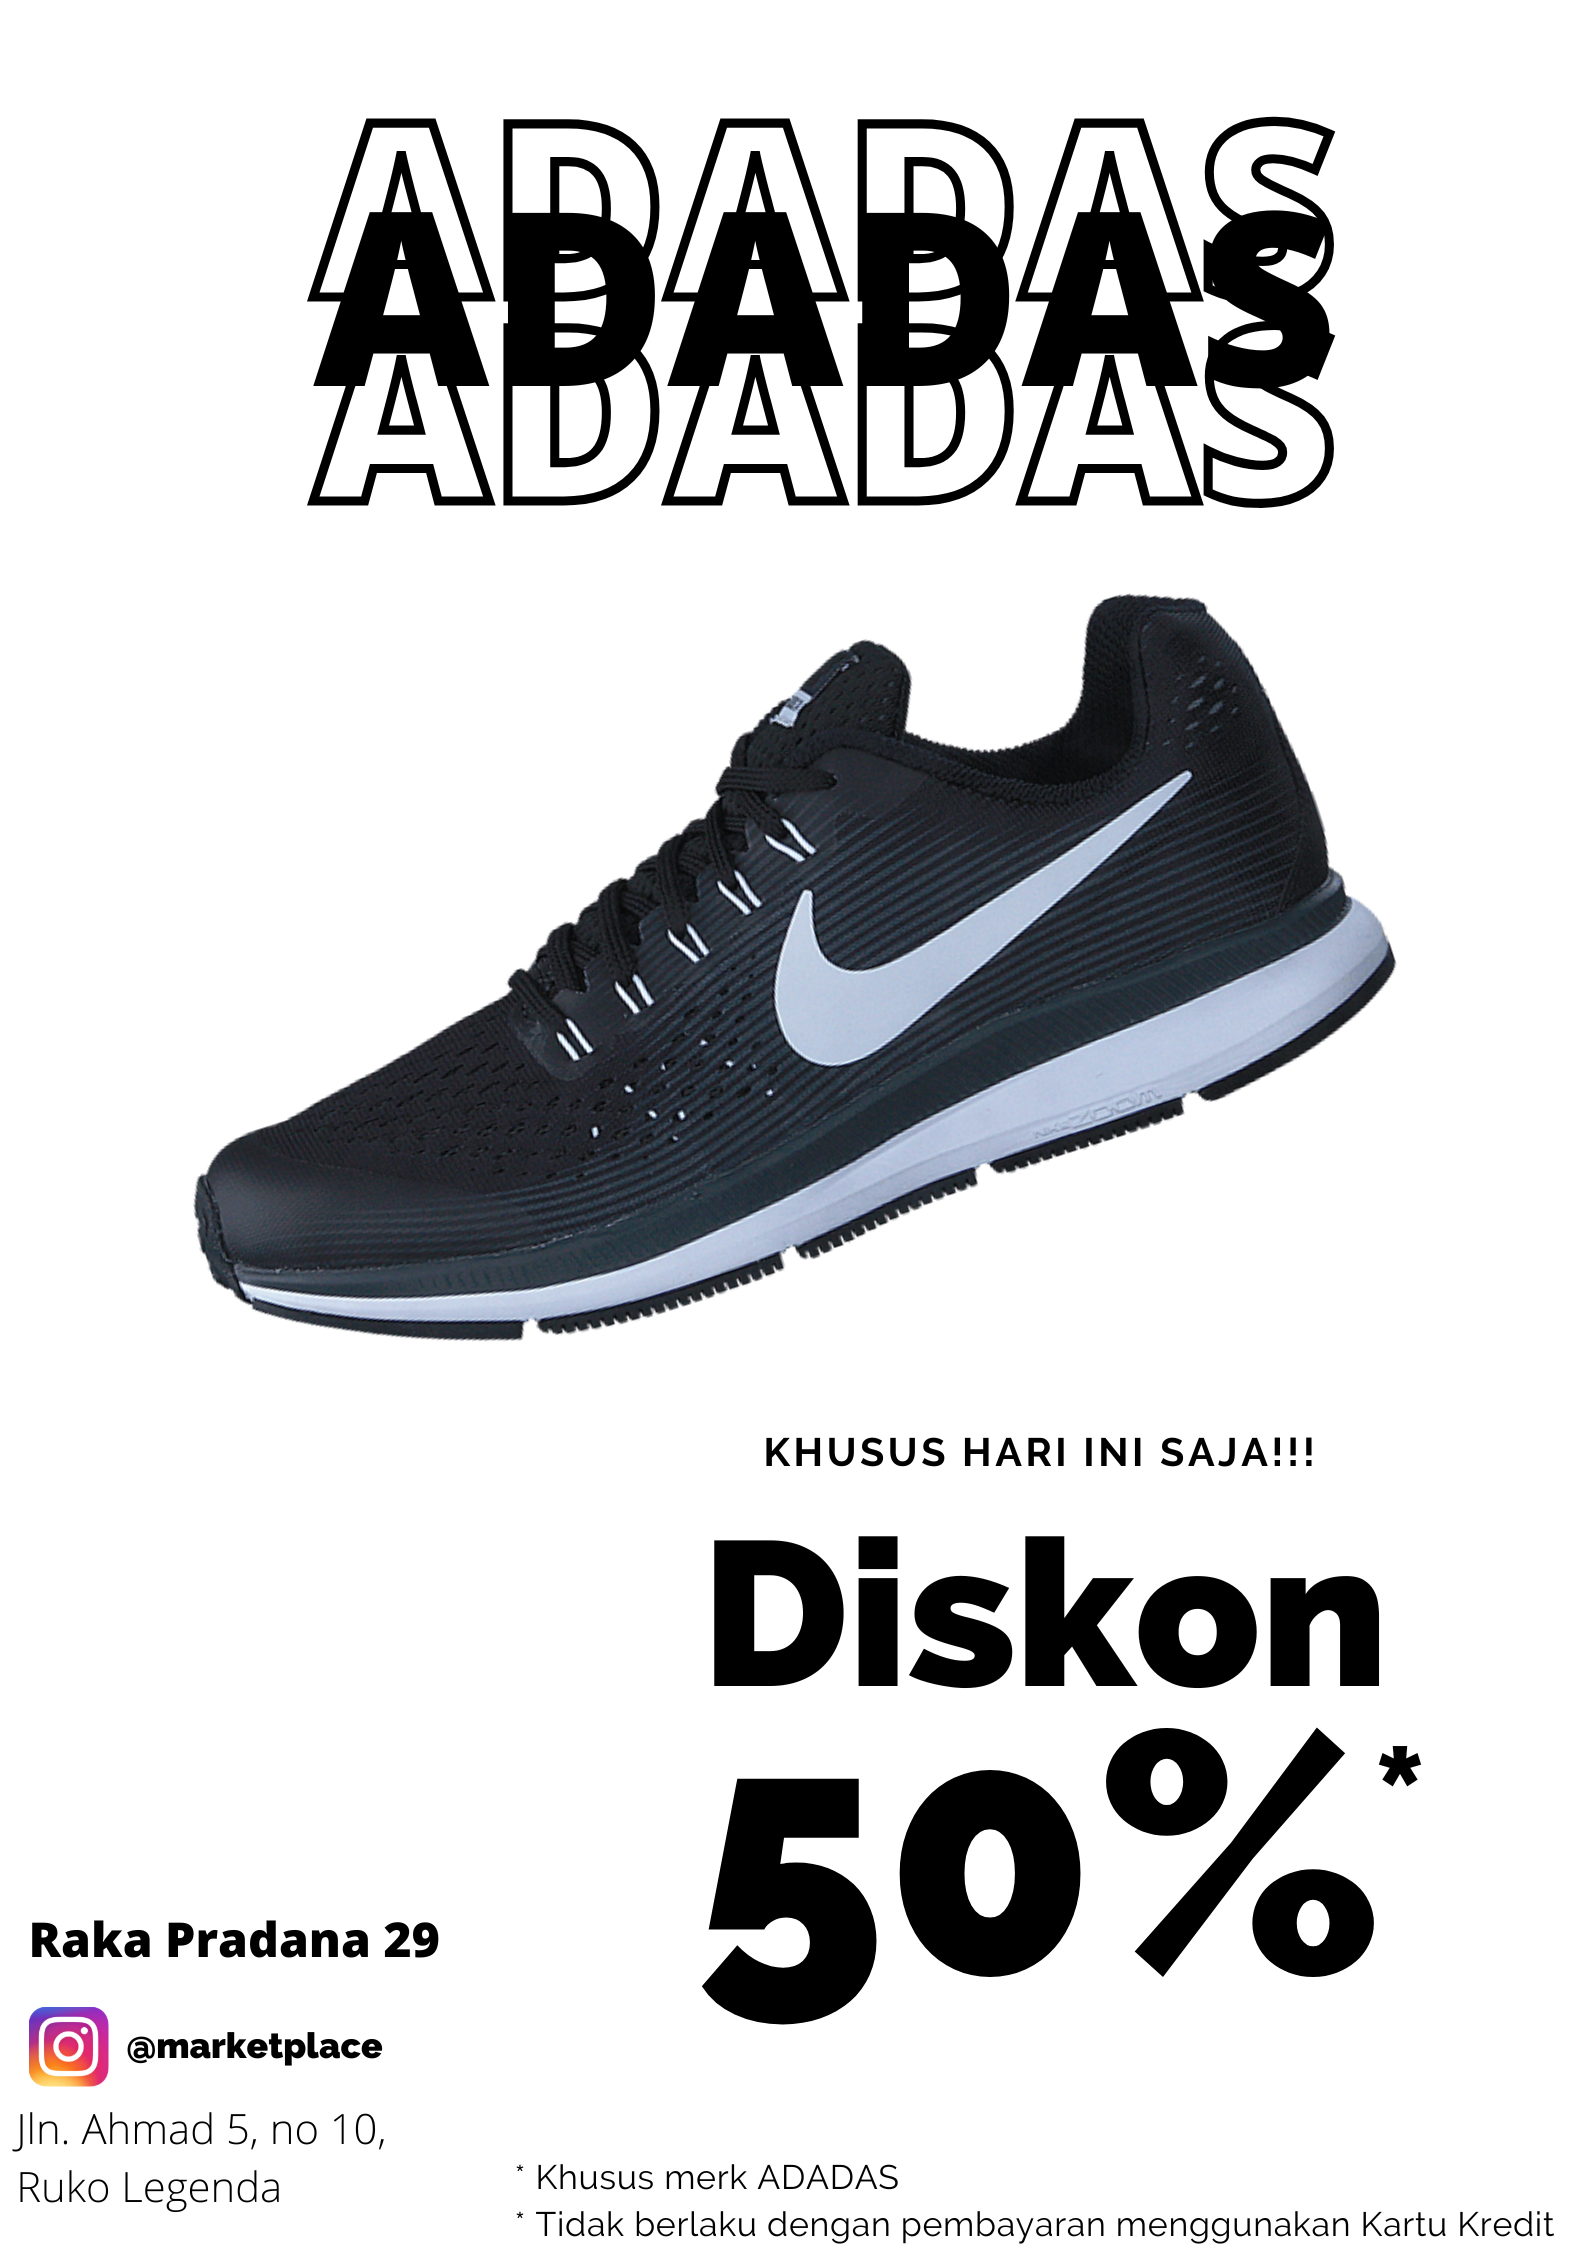 ADADAS
ADADAS
ADADAS
KHUSUS HARI INI SAJA!!!
Diskon
50%*
Raka Pradana 29
@marketplace
Jln. Ahmad 5, no 10,
Ruko Legenda
* Khusus merk ADADAS
* Tidak berlaku dengan pembayaran menggunakan Kartu Kredit